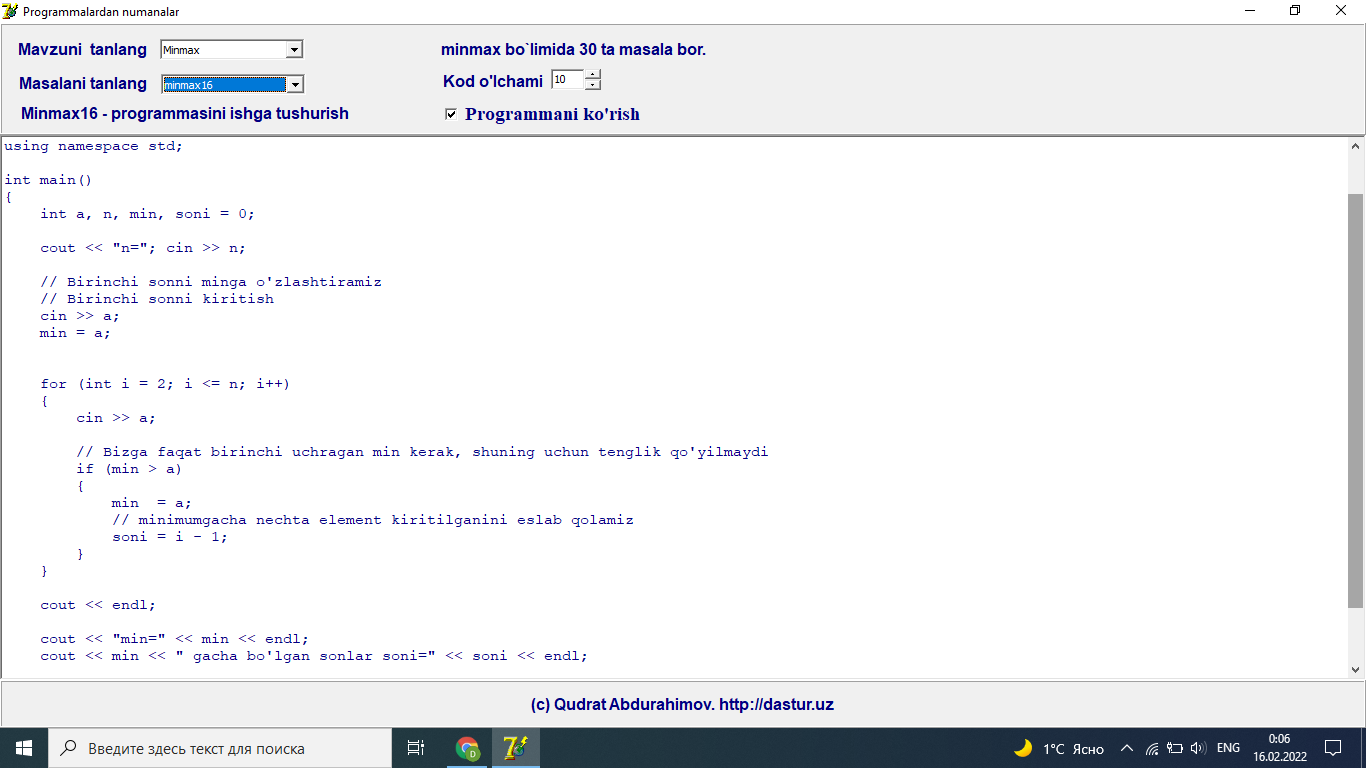 Programmalardan numanalar
Mavzuni tanlang Minmax minmax bo`limida 30 ta masala bor.
Masalani tanlang minmax16 Kod o'lchami 10
Minmax16 - programmasini ishga tushurish Programmani ko'rish
using namespace std;
int main()
{
int a, n, min, soni = 0;
cout << "n="; cin >> n;
// Birinchi sonni minga o'zlashtiramiz
// Birinchi sonni kiritish
cin >> a;
min = a;
for (int i = 2; i <= n; i++)
{
cin >> a;
// Bizga faqat birinchi uchragan min kerak, shuning uchun tenglik qo'yilmaydi
if (min > a)
{
min  = a;
// minimumgacha nechta element kiritilganini eslab qolamiz
soni = i - 1;
}
}
cout << endl;
cout << "min=" << min << endl;
cout << min << " gacha bo'lgan sonlar soni=" << soni << endl;
(c) Qudrat Abdurahimov. http://dastur.uz
Введите здесь текст для поиска
1°C Ясно
ENG
0:06
16.02.2022